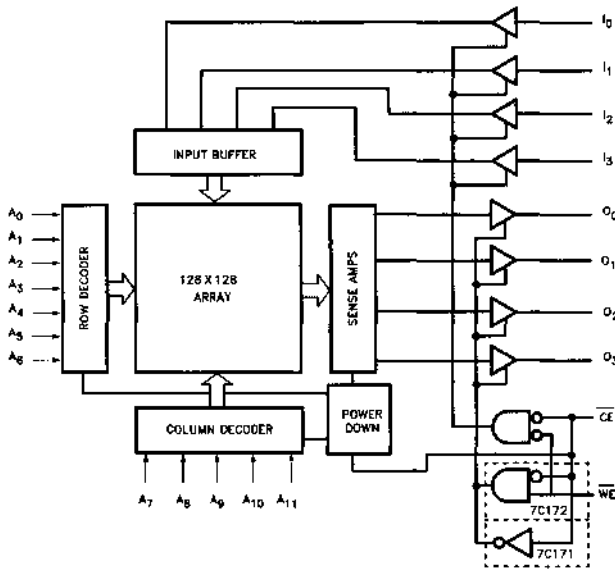 I0
I1
I2
INPUT BUFFER
I3
A0
A1
A2
A3
A4
A5
A6
ROW DECODER
128 X 128
ARRAY
SENSE AMPS
O0
O1
O2
O3
COLUMN DECODER
POWER
DOWN
CE
WE
7C172
7C171
A7
A8
A9
A10
A11